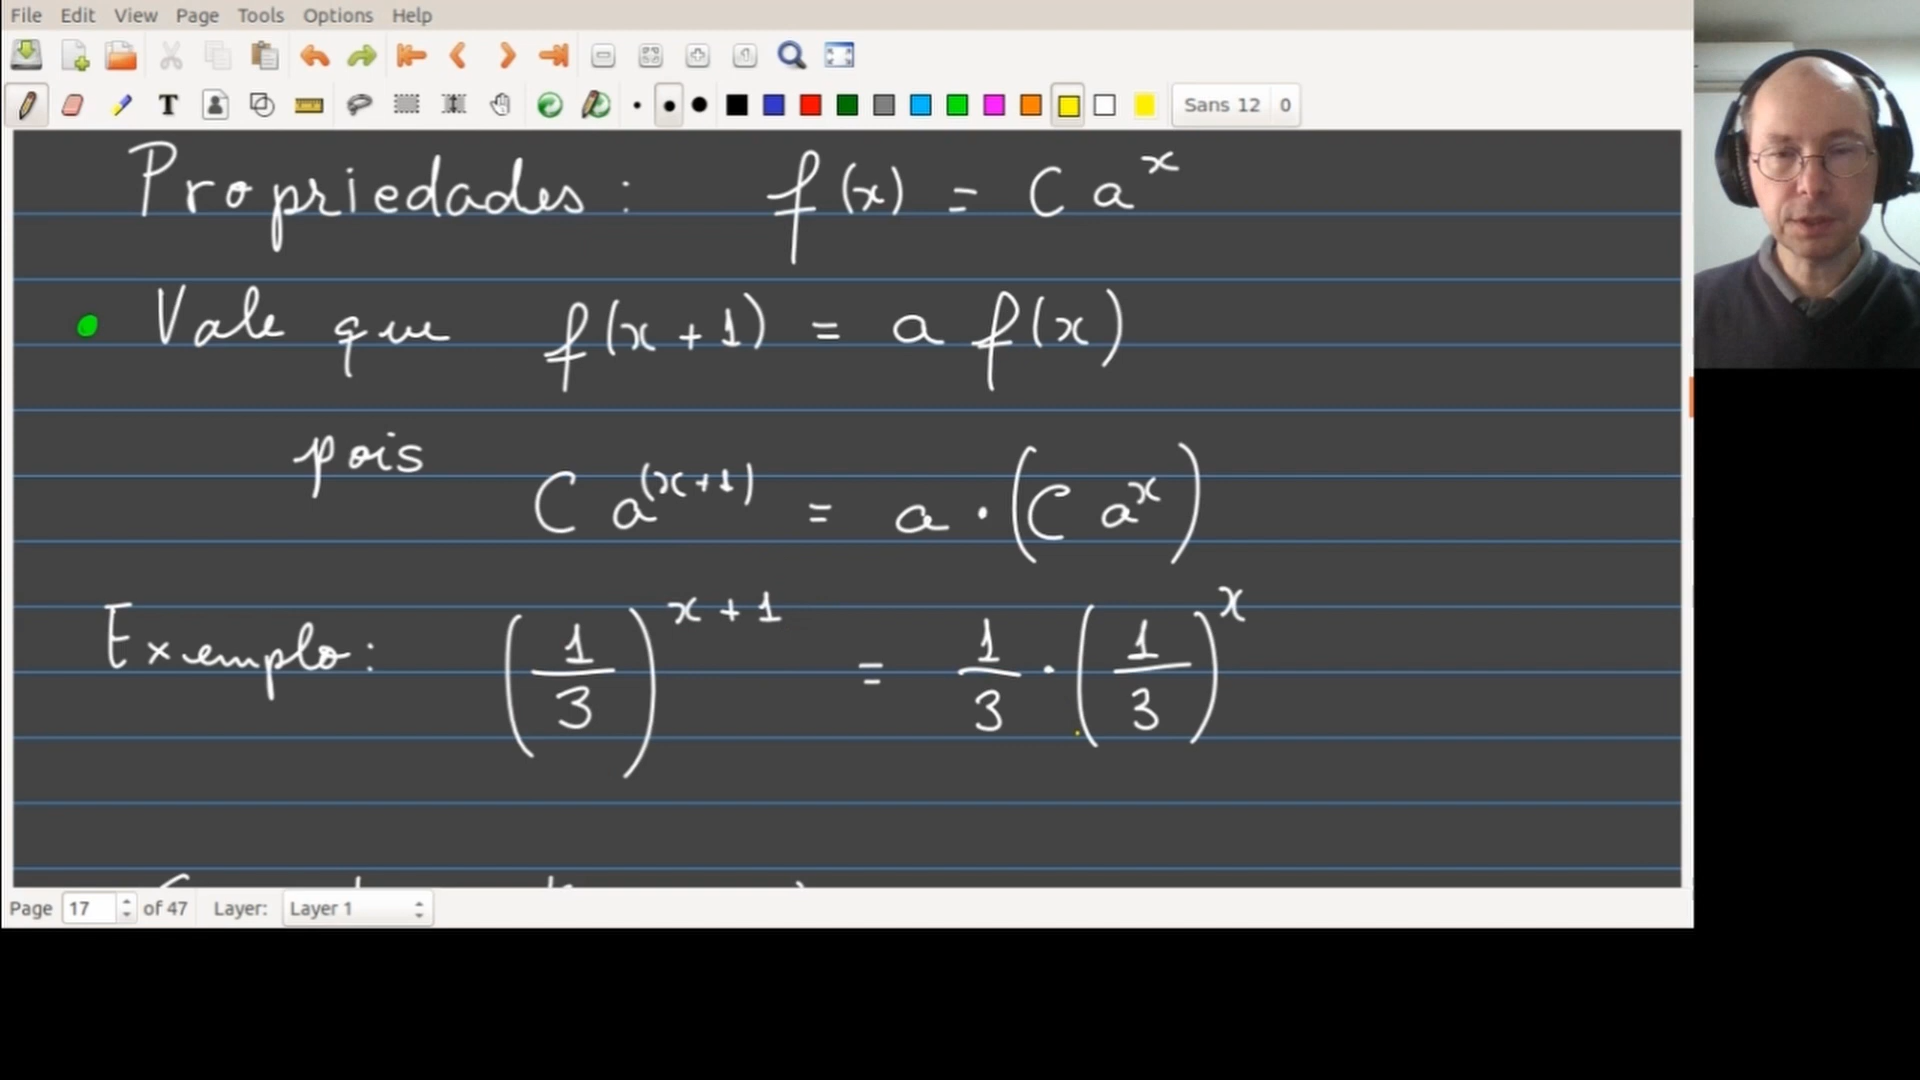 File Edit View Page Tools Options Help
T Sans 12 0
Propriedades: f(x) = C a^x
• Vale que f(x+1) = a f(x)
pois C a^(x+1) = a · (C a^x)
Exemplo: (1/3)^x+1 = 1/3 · (1/3)^x
Page 17 of 47 Layer: Layer 1